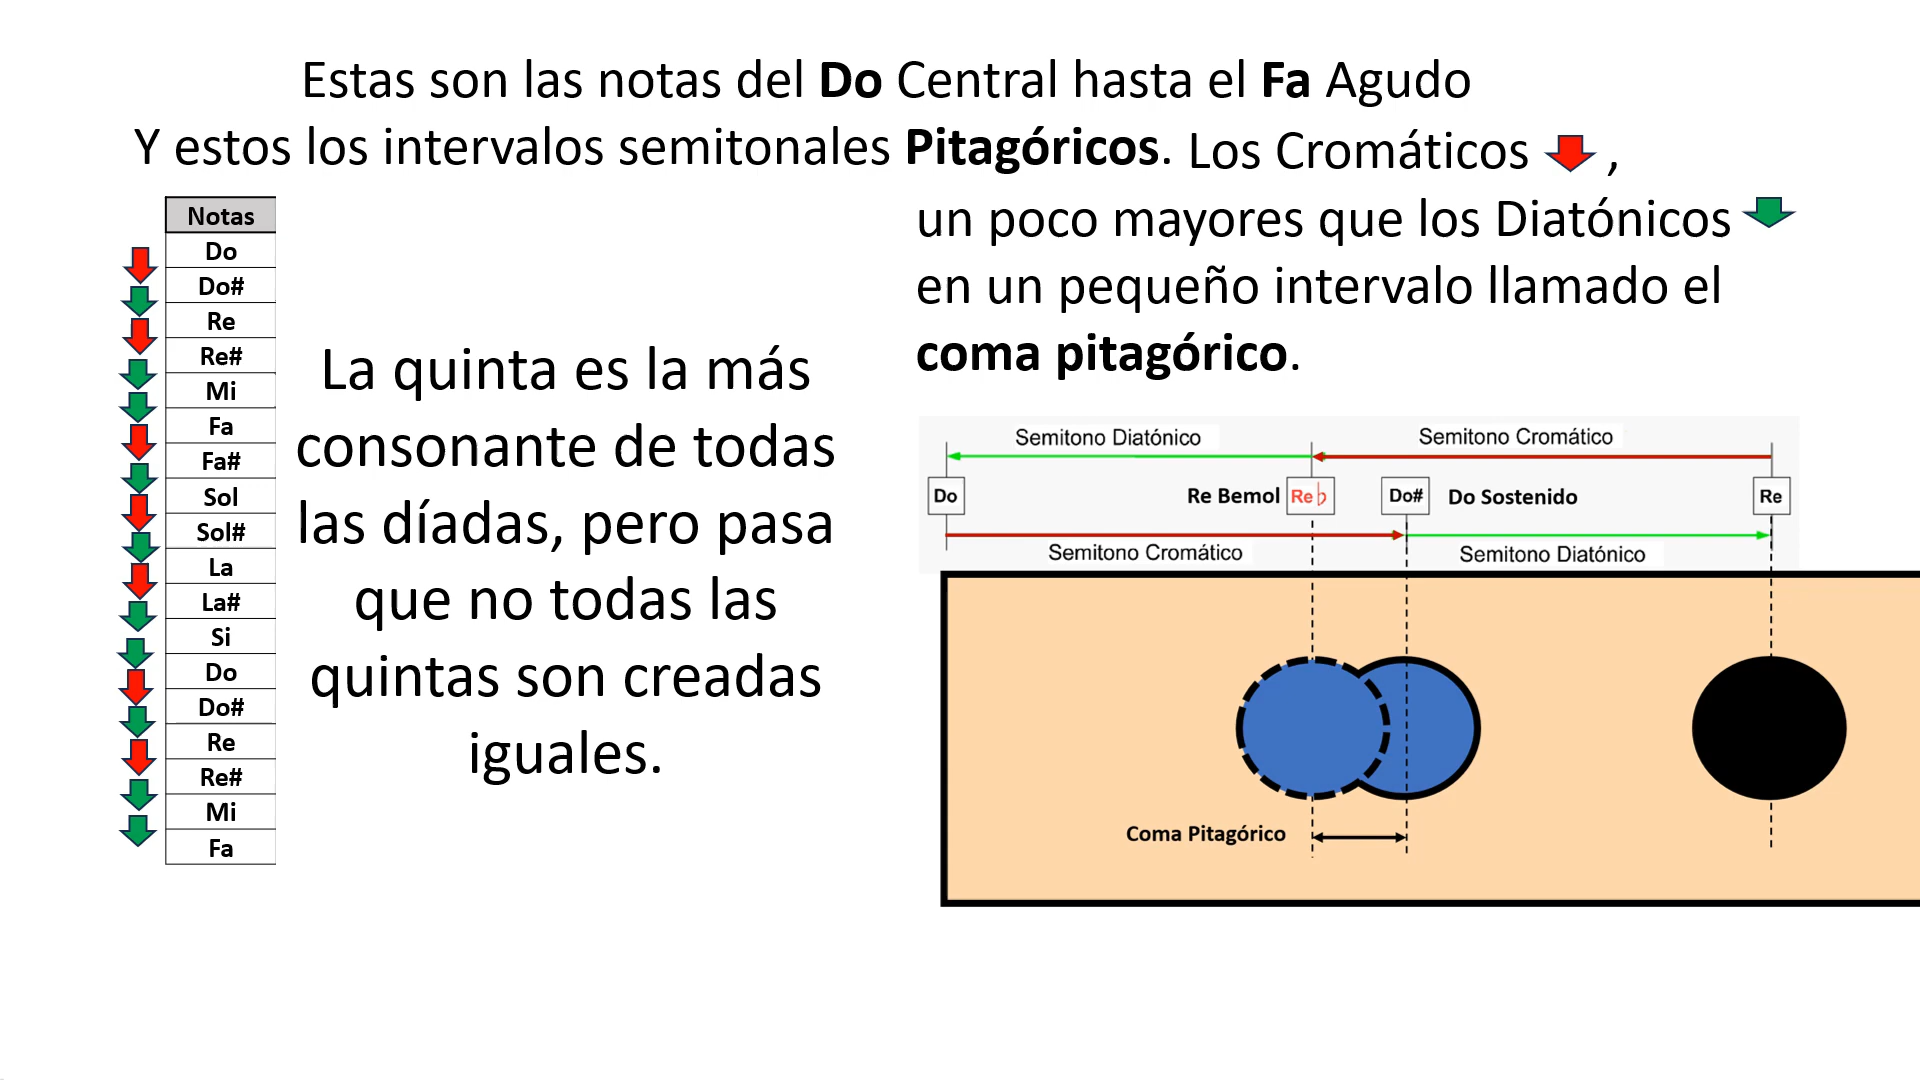 Estas son las notas del Do Central hasta el Fa Agudo
Y estos los intervalos semitonales Pitagóricos. Los Cromáticos ,
un poco mayores que los Diatónicos
en un pequeño intervalo llamado el
coma pitagórico.
Notas
Do
Do#
Re
Re#
Mi
Fa
Fa#
Sol
Sol#
La
La#
Si
Do
Do#
Re
Re#
Mi
Fa
La quinta es la más
consonante de todas
las díadas, pero pasa
que no todas las
quintas son creadas
iguales.
Semitono Diatónico Semitono Cromático
Do Re Bemol Re♭ Do# Do Sostenido Re
Semitono Cromático Semitono Diatónico
Coma Pitagórico